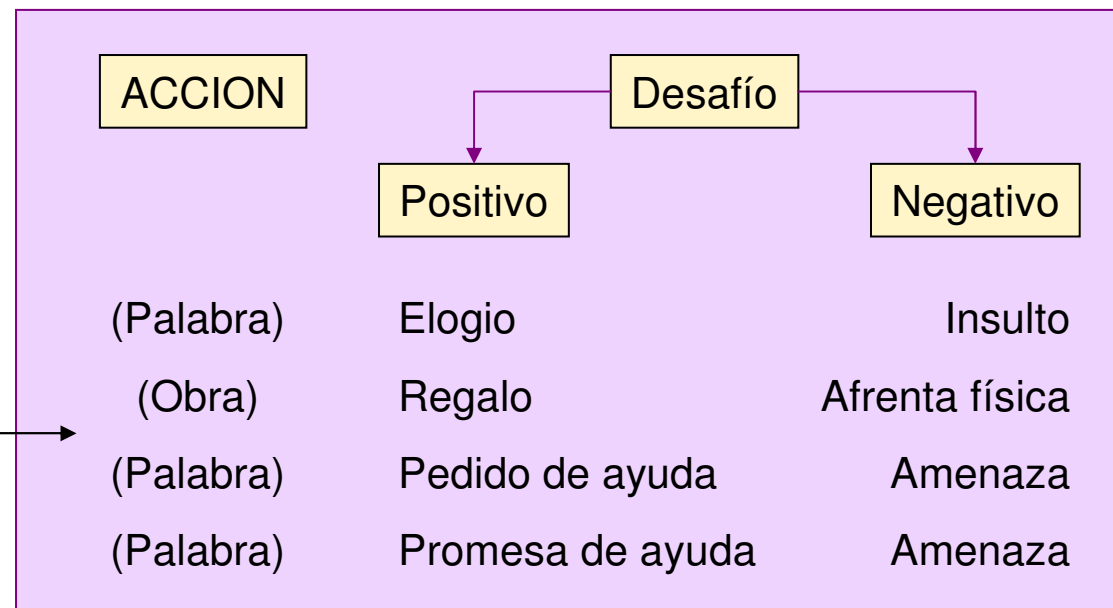 ACCION Desafío
Positivo Negativo
(Palabra) Elogio Insulto
(Obra) Regalo Afrenta física
(Palabra) Pedido de ayuda Amenaza
(Palabra) Promesa de ayuda Amenaza